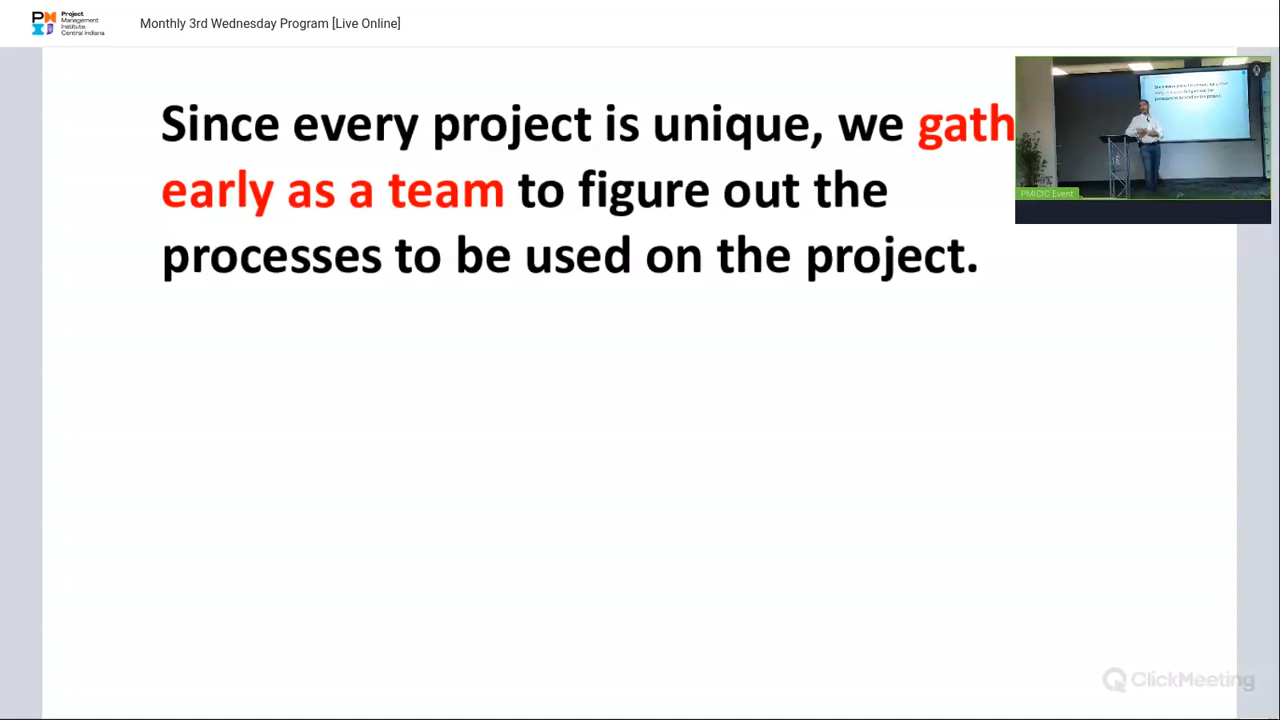 Project
Management
Institute.
Central Indiana
Monthly 3rd Wednesday Program [Live Online]
Since every project is unique, we gath
early as a team to figure out the
processes to be used on the project.
PMICIC Event
ClickMeeting